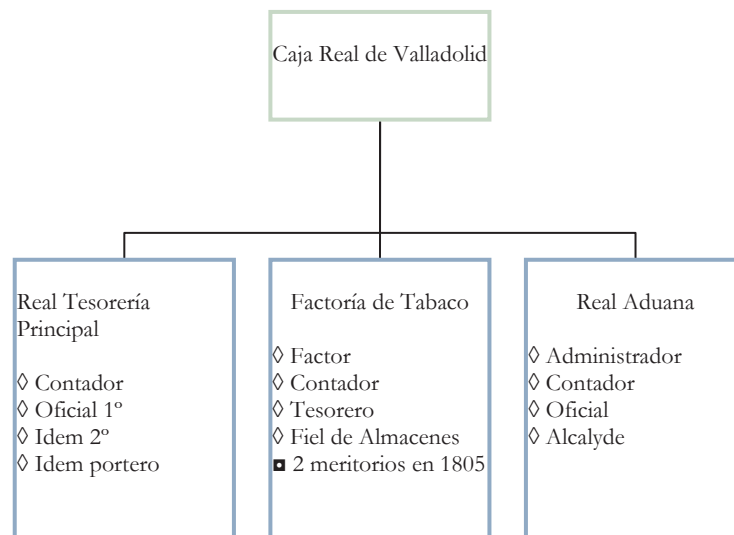 Caja Real de Valladolid
Real Tesorería
Principal
◊ Contador
◊ Oficial 1º
◊ Idem 2º
◊ Idem portero
Factoría de Tabaco
◊ Factor
◊ Contador
◊ Tesorero
◊ Fiel de Almacenes
◘ 2 meritorios en 1805
Real Aduana
◊ Administrador
◊ Contador
◊ Oficial
◊ Alcalyde